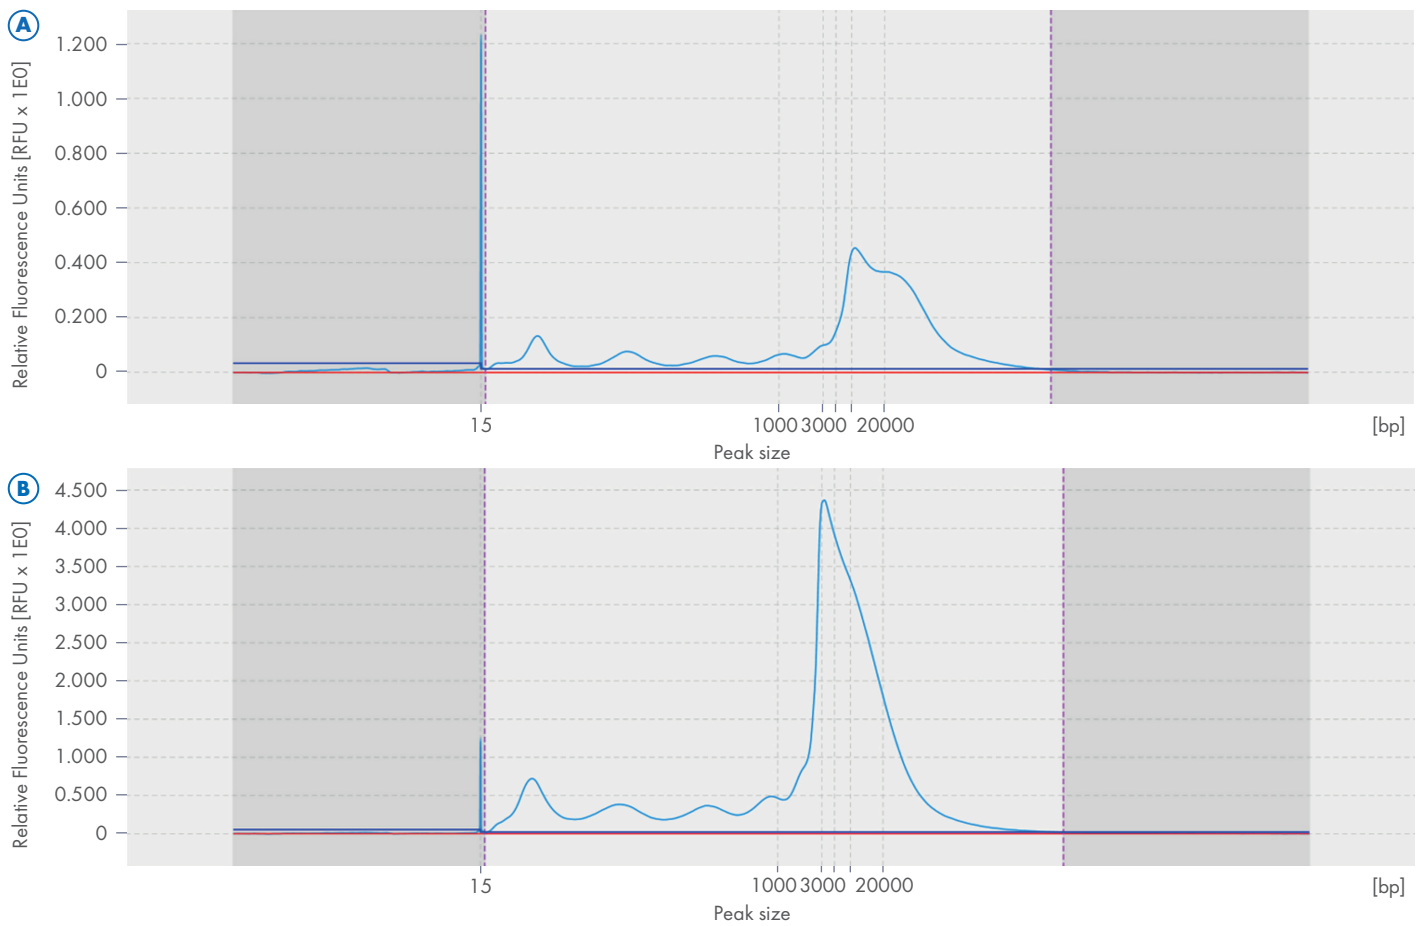 A
Relative Fluorescence Units [RFU x 1E0]
1.200
1.000
0.800
0.600
0.400
0.200
0
15 1000 3000 20000 [bp]
Peak size
B
Relative Fluorescence Units [RFU x 1E0]
4.500
4.000
3.500
3.000
2.500
2.000
1.500
1.000
0.500
0
15 1000 3000 20000 [bp]
Peak size